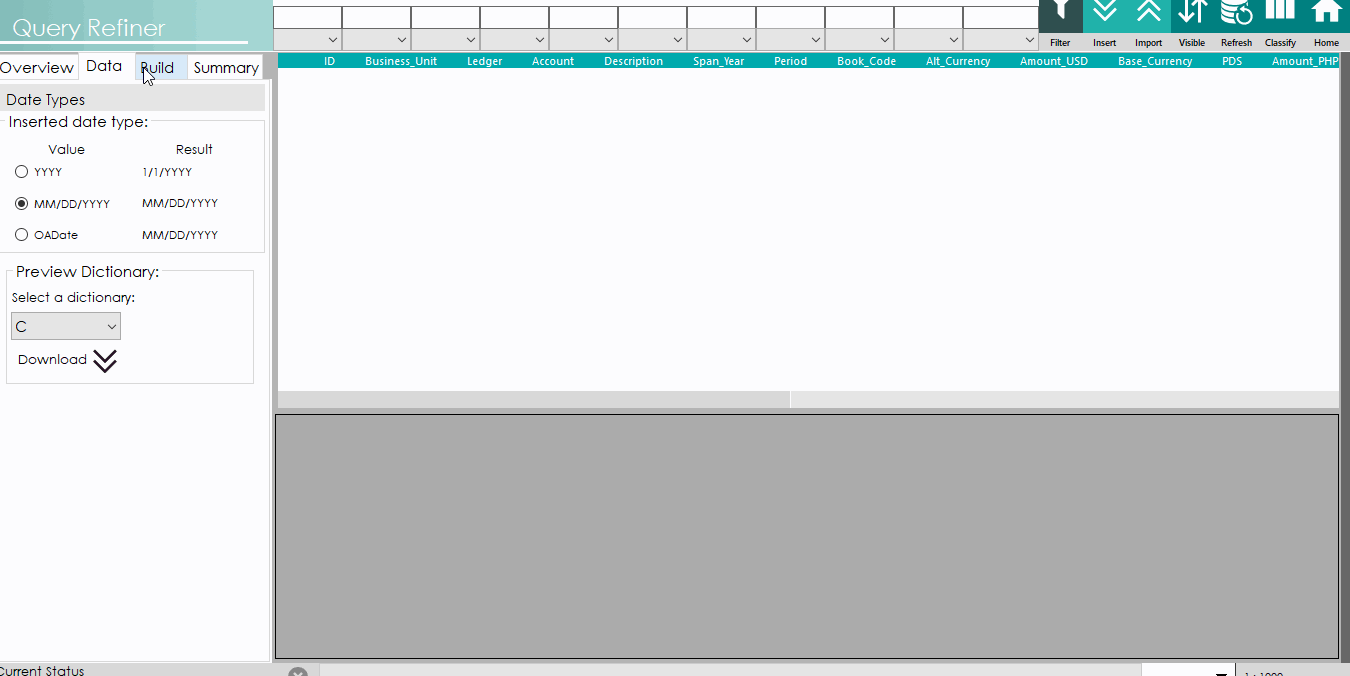 Query Refiner
Filter Insert Import Visible Refresh Classify Home
Overview Data Build Summary
ID Business_Unit Ledger Account Description Span_Year Period Book_Code Alt_Currency Amount_USD Base_Currency PDS Amount_PHP
Date Types
Inserted date type:
Value Result
YYYY 1/1/YYYY
MM/DD/YYYY MM/DD/YYYY
OADate MM/DD/YYYY
Preview Dictionary:
Select a dictionary:
C
Download
Current Status